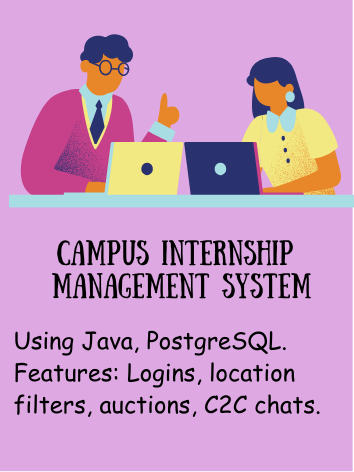 CAMPUS INTERNSHIP
MANAGEMENT SYSTEM
Using Java, PostgreSQL.
Features: Logins, location
filters, auctions, C2C chats.